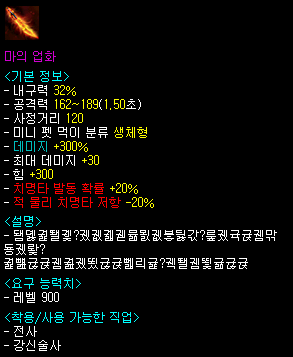 마의 업화
<기본 정보>
- 내구력 32%
- 공격력 162~189(1,50초)
- 사정거리 120
- 미니 펫 먹이 분류 생체형
- 데미지 +300%
- 최대 데미지 +30
- 힘 +300
- 치명타 발동 확률 +20%
- 적 물리 치명타 저항 -20%
<설명>
<요구 능력치>
- 레벨 900
<착용/사용 가능한 직업>
- 전사
- 강신술사